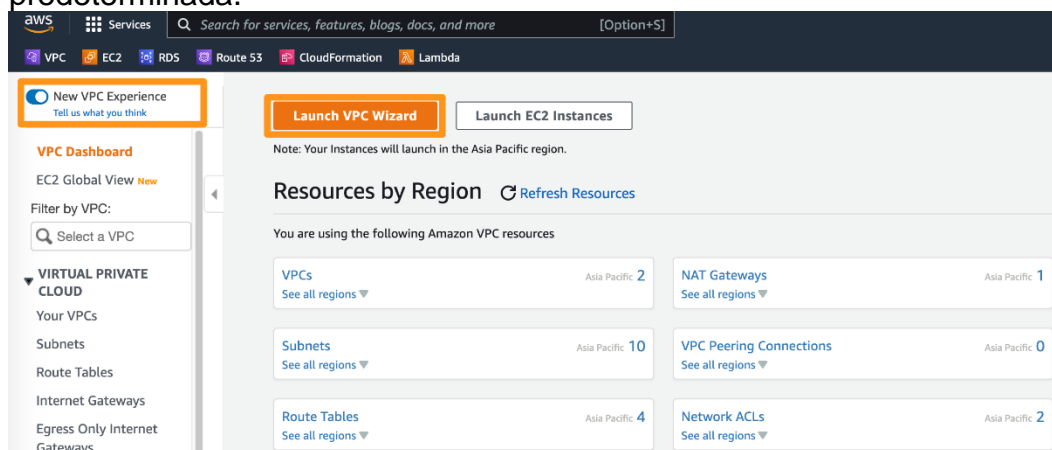 predeterminada.
aws Services Search for services, features, blogs, docs, and more [Option+S]
VPC EC2 RDS Route 53 CloudFormation Lambda
New VPC Experience
Tell us what you think
Launch VPC Wizard Launch EC2 Instances
Note: Your Instances will launch in the Asia Pacific region.
VPC Dashboard
EC2 Global View New
Filter by VPC:
Select a VPC
VIRTUAL PRIVATE
CLOUD
Your VPCs
Subnets
Route Tables
Internet Gateways
Egress Only Internet
Gateways
Resources by Region Refresh Resources
You are using the following Amazon VPC resources
VPCs Asia Pacific 2
See all regions
NAT Gateways Asia Pacific 1
See all regions
Subnets Asia Pacific 10
See all regions
VPC Peering Connections Asia Pacific 0
See all regions
Route Tables Asia Pacific 4
See all regions
Network ACLs Asia Pacific 2
See all regions